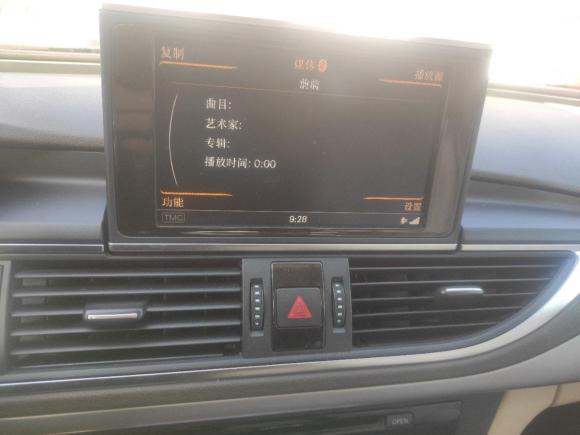 复制
媒体
播放源
曲目:
艺术家:
专辑:
播放时间: 0:00
功能
设置
TMC
9:28
OPEN